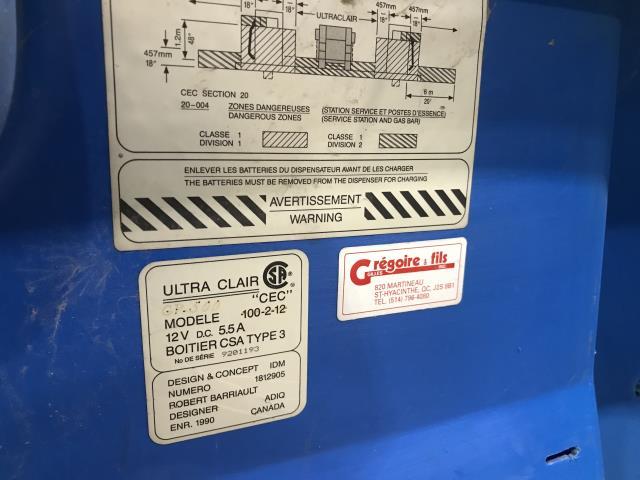 18" 48" ULTRACLAIR 457mm 457mm
18" 18"
1.2m
48"
457mm
18"
6 m
20'
CEC SECTION 20
20-004 ZONES DANGEREUSES (STATION SERVICE ET POSTES D'ESSENCE)
DANGEROUS ZONES (SERVICE STATION AND GAS BAR)
CLASSE 1 CLASSE 1
DIVISION 1 DIVISION 2
ENLEVER LES BATTERIES DU DISPENSATEUR AVANT DE LES CHARGER
THE BATTERIES MUST BE REMOVED FROM THE DISPENSER FOR CHARGING
AVERTISSEMENT
WARNING
ULTRA CLAIR
"CEC"
MODELE 100-2-12
12V D.C. 5.5 A
BOITIER CSA TYPE 3
No DE SÉRIE 9201193
DESIGN & CONCEPT IDM
NUMERO 1812905
ROBERT BARRIAULT ADIQ
DESIGNER CANADA
ENR. 1990
Grégoire & fils
GILLES INC.
820 MARTINEAU
ST-HYACINTHE, QC, J2S 8B1
TEL. (514) 796-4080